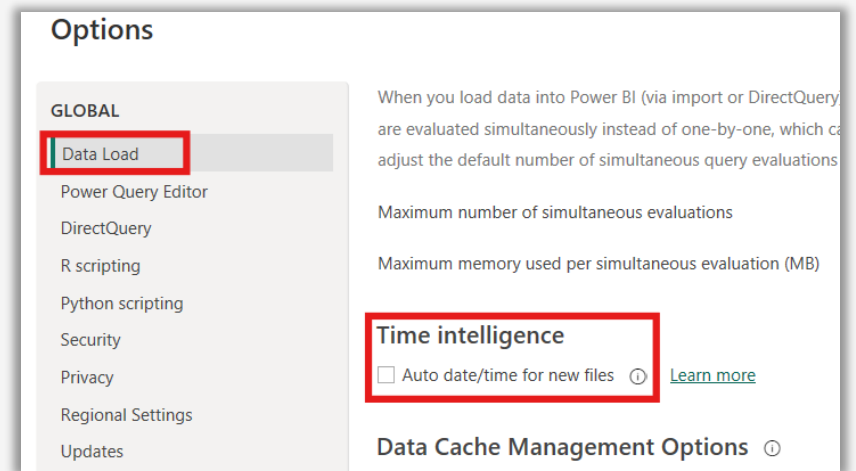 Options
GLOBAL
Data Load
Power Query Editor
DirectQuery
R scripting
Python scripting
Security
Privacy
Regional Settings
Updates
When you load data into Power BI (via import or DirectQuery
are evaluated simultaneously instead of one-by-one, which
adjust the default number of simultaneous query evaluations
Maximum number of simultaneous evaluations
Maximum memory used per simultaneous evaluation (MB)
Time intelligence
Auto date/time for new files Learn more
Data Cache Management Options